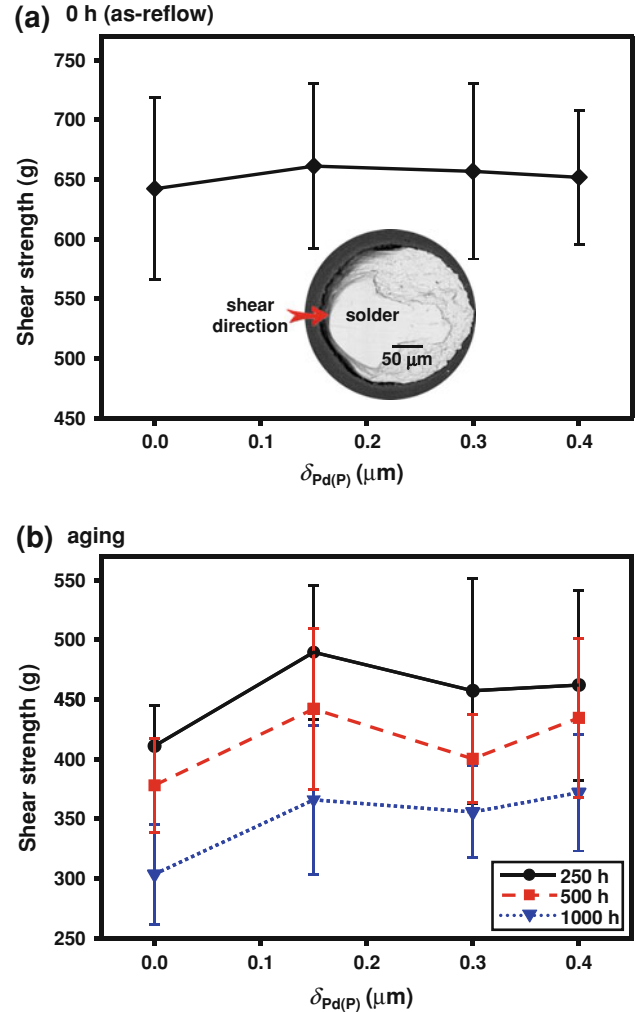 (a) 0 h (as-reflow)
750
700
650
600
550
500
450
Shear strength (g)
shear
direction
solder
50 μm
0.0 0.1 0.2 0.3 0.4
δPd(P) (μm)
(b) aging
550
500
450
400
350
300
250
Shear strength (g)
250 h
500 h
1000 h
0.0 0.1 0.2 0.3 0.4
δPd(P) (μm)